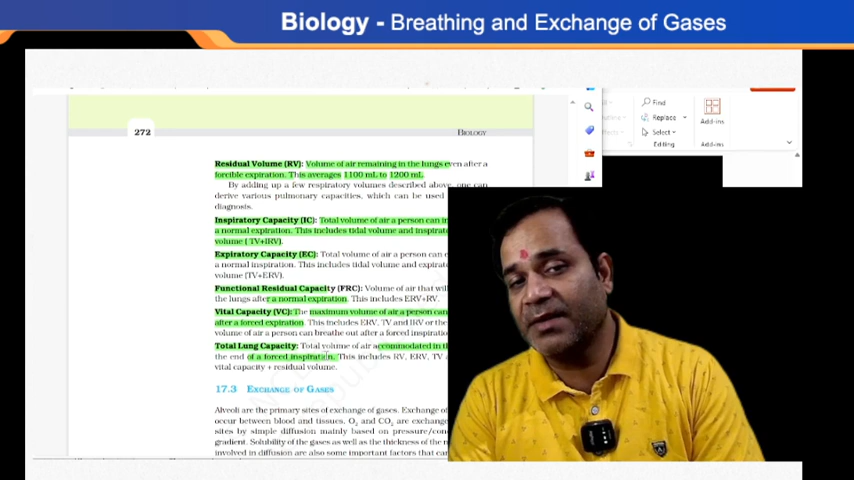 Biology - Breathing and Exchange of Gases
Find
Replace
Select
Editing
Add-ins
Add-ins
272
BIOLOGY
Residual Volume (RV): Volume of air remaining in the lungs even after a
forcible expiration. This averages 1100 mL to 1200 mL.
By adding up a few respiratory volumes described above, one can
derive various pulmonary capacities, which can be used
diagnosis.
Inspiratory Capacity (IC): Total volume of air a person can
a normal expiration. This includes tidal volume and
volume ( TV+IRV).
Expiratory Capacity (EC): Total volume of air a person can
a normal inspiration. This includes tidal volume and
volume (TV+ERV).
Functional Residual Capacity (FRC): Volume of air that
the lungs after a normal expiration. This includes ERV+RV.
Vital Capacity (VC): The maximum volume of air a person can
after a forced expiration. This includes ERV, TV and IRV or the
volume of air a person can breathe out after a forced
Total Lung Capacity: Total volume of air accommodated in
the end of a forced inspiration. This includes RV, ERV, TV
vital capacity + residual volume.
17.3 EXCHANGE OF GASES
Alveoli are the primary sites of exchange of gases. Exchange of
occur between blood and tissues. O2 and CO2 are
sites by simple diffusion mainly based on
gradient. Solubility of the gases as well as the thickness of the
involved in diffusion are also some important factors that